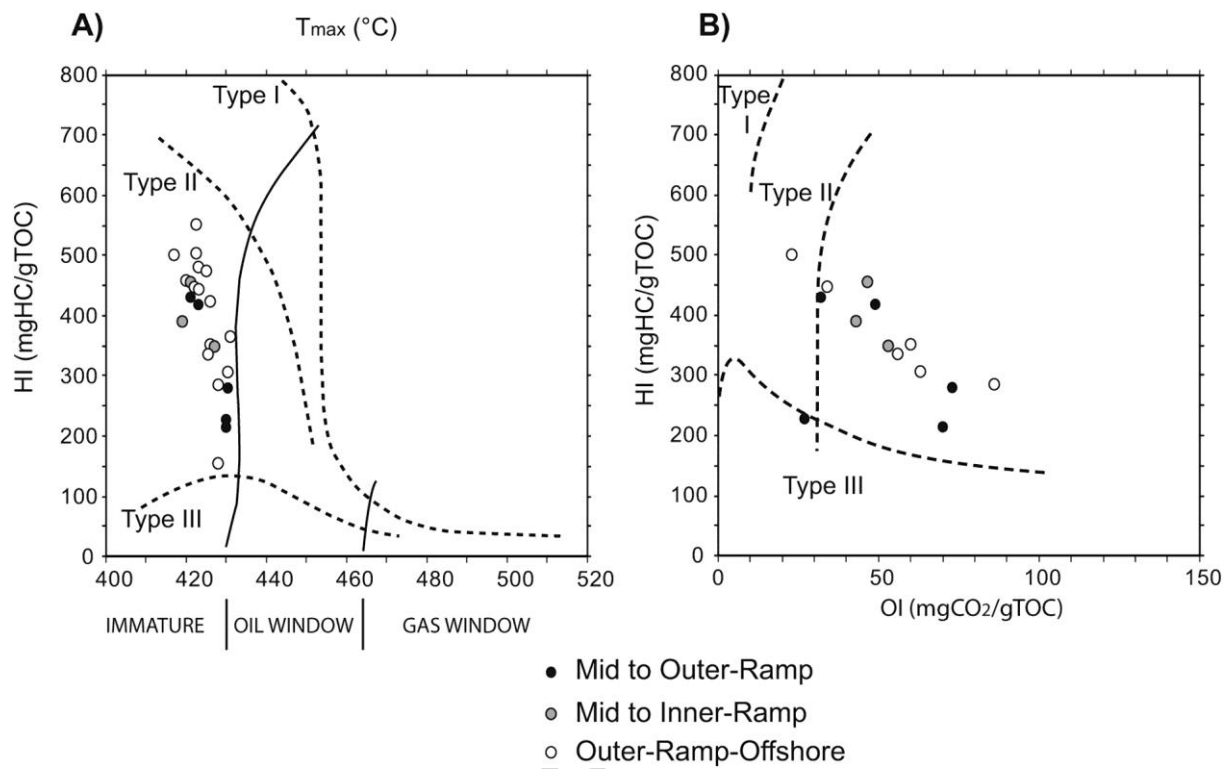 A)
Tmax (°C)
HI (mgHC/gTOC)
800
700
600
500
400
300
200
100
0
Type I
Type II
Type III
400
420
440
460
480
500
520
IMMATURE
OIL WINDOW
GAS WINDOW
B)
HI (mgHC/gTOC)
800
700
600
500
400
300
200
100
0
Type
I
Type II
Type III
0
50
100
150
OI (mgCO2/gTOC)
Mid to Outer-Ramp
Mid to Inner-Ramp
Outer-Ramp-Offshore